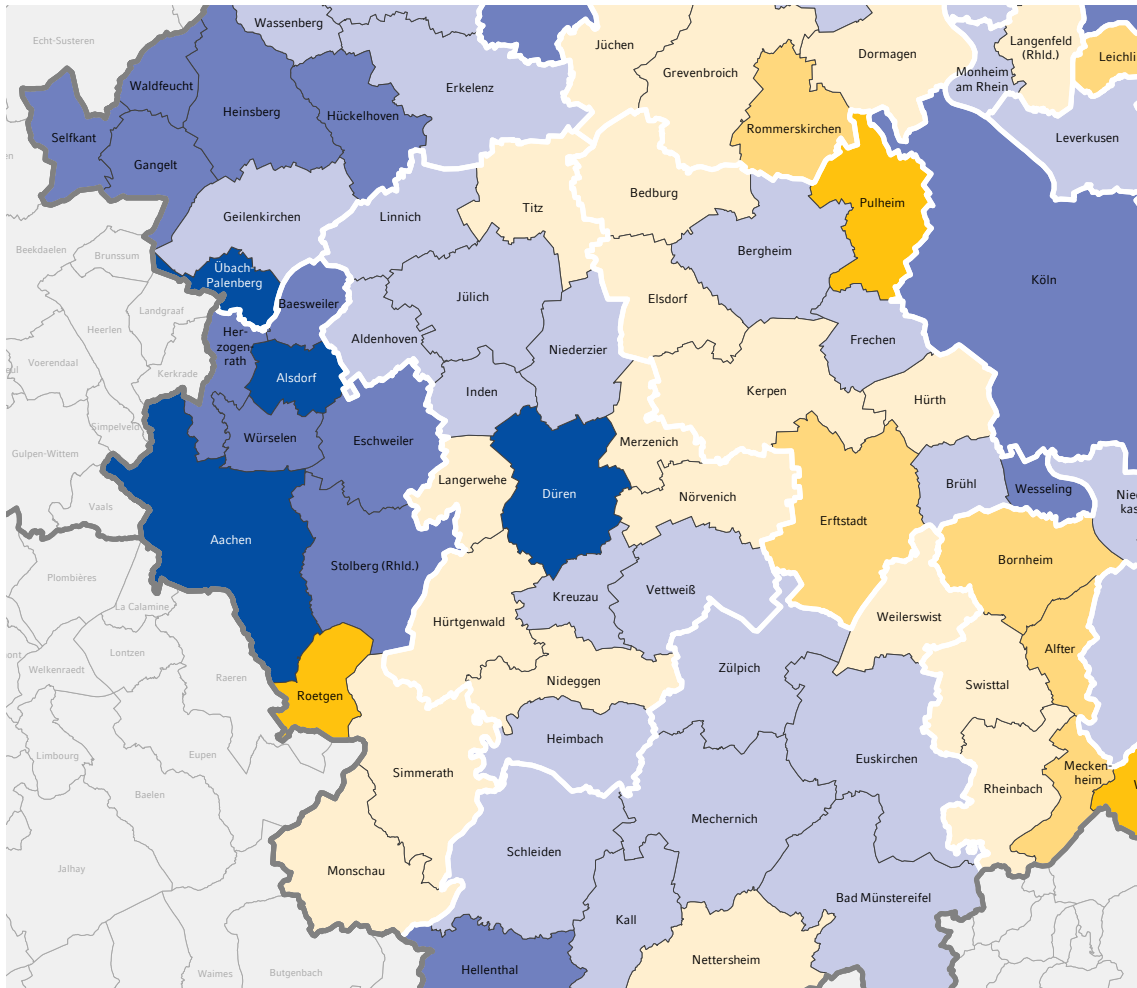 Wassenberg
Echt-Susteren
Jüchen
Grevenbroich
Dormagen
Langenfeld
(Rhld.)
Leichli
Monheim
am Rhein
Waldfeucht
Erkelenz
Heinsberg
Hückelhoven
Rommerskirchen
Leverkusen
Selfkant
Gangelt
Bedburg
Pulheim
Titz
Linnich
Geilenkirchen
Beekdaelen
Brunssum
Bergheim
Übach-
Palenberg
Köln
Jülich
Elsdorf
Baesweiler
Landgraaf
Heerlen
Her-
zogen-
rath
Aldenhoven
Niederzier
Frechen
Voerendaal
Kerkrade
Alsdorf
Inden
Kerpen
Hürth
Simpelveld
Würselen
Eschweiler
Merzenich
Gulpen-Wittem
Langerwehe
Düren
Nörvenich
Brühl
Wesseling
Nied
kas
Vaals
Erftstadt
Aachen
Stolberg (Rhld.)
Bornheim
Plombières
Kreuzau
Vettweiß
La Calamine
Hürtgenwald
Weilerswist
Lontzen
Alfter
Welkenraedt
Zülpich
Raeren
Nideggen
Swisttal
Roetgen
Heimbach
Limbourg
Eupen
Euskirchen
Simmerath
Mecken-
heim
Rheinbach
Baelen
Mechernich
Schleiden
Jalhay
Monschau
Bad Münstereifel
Kall
Nettersheim
Hellenthal
Waimes
Butgenbach